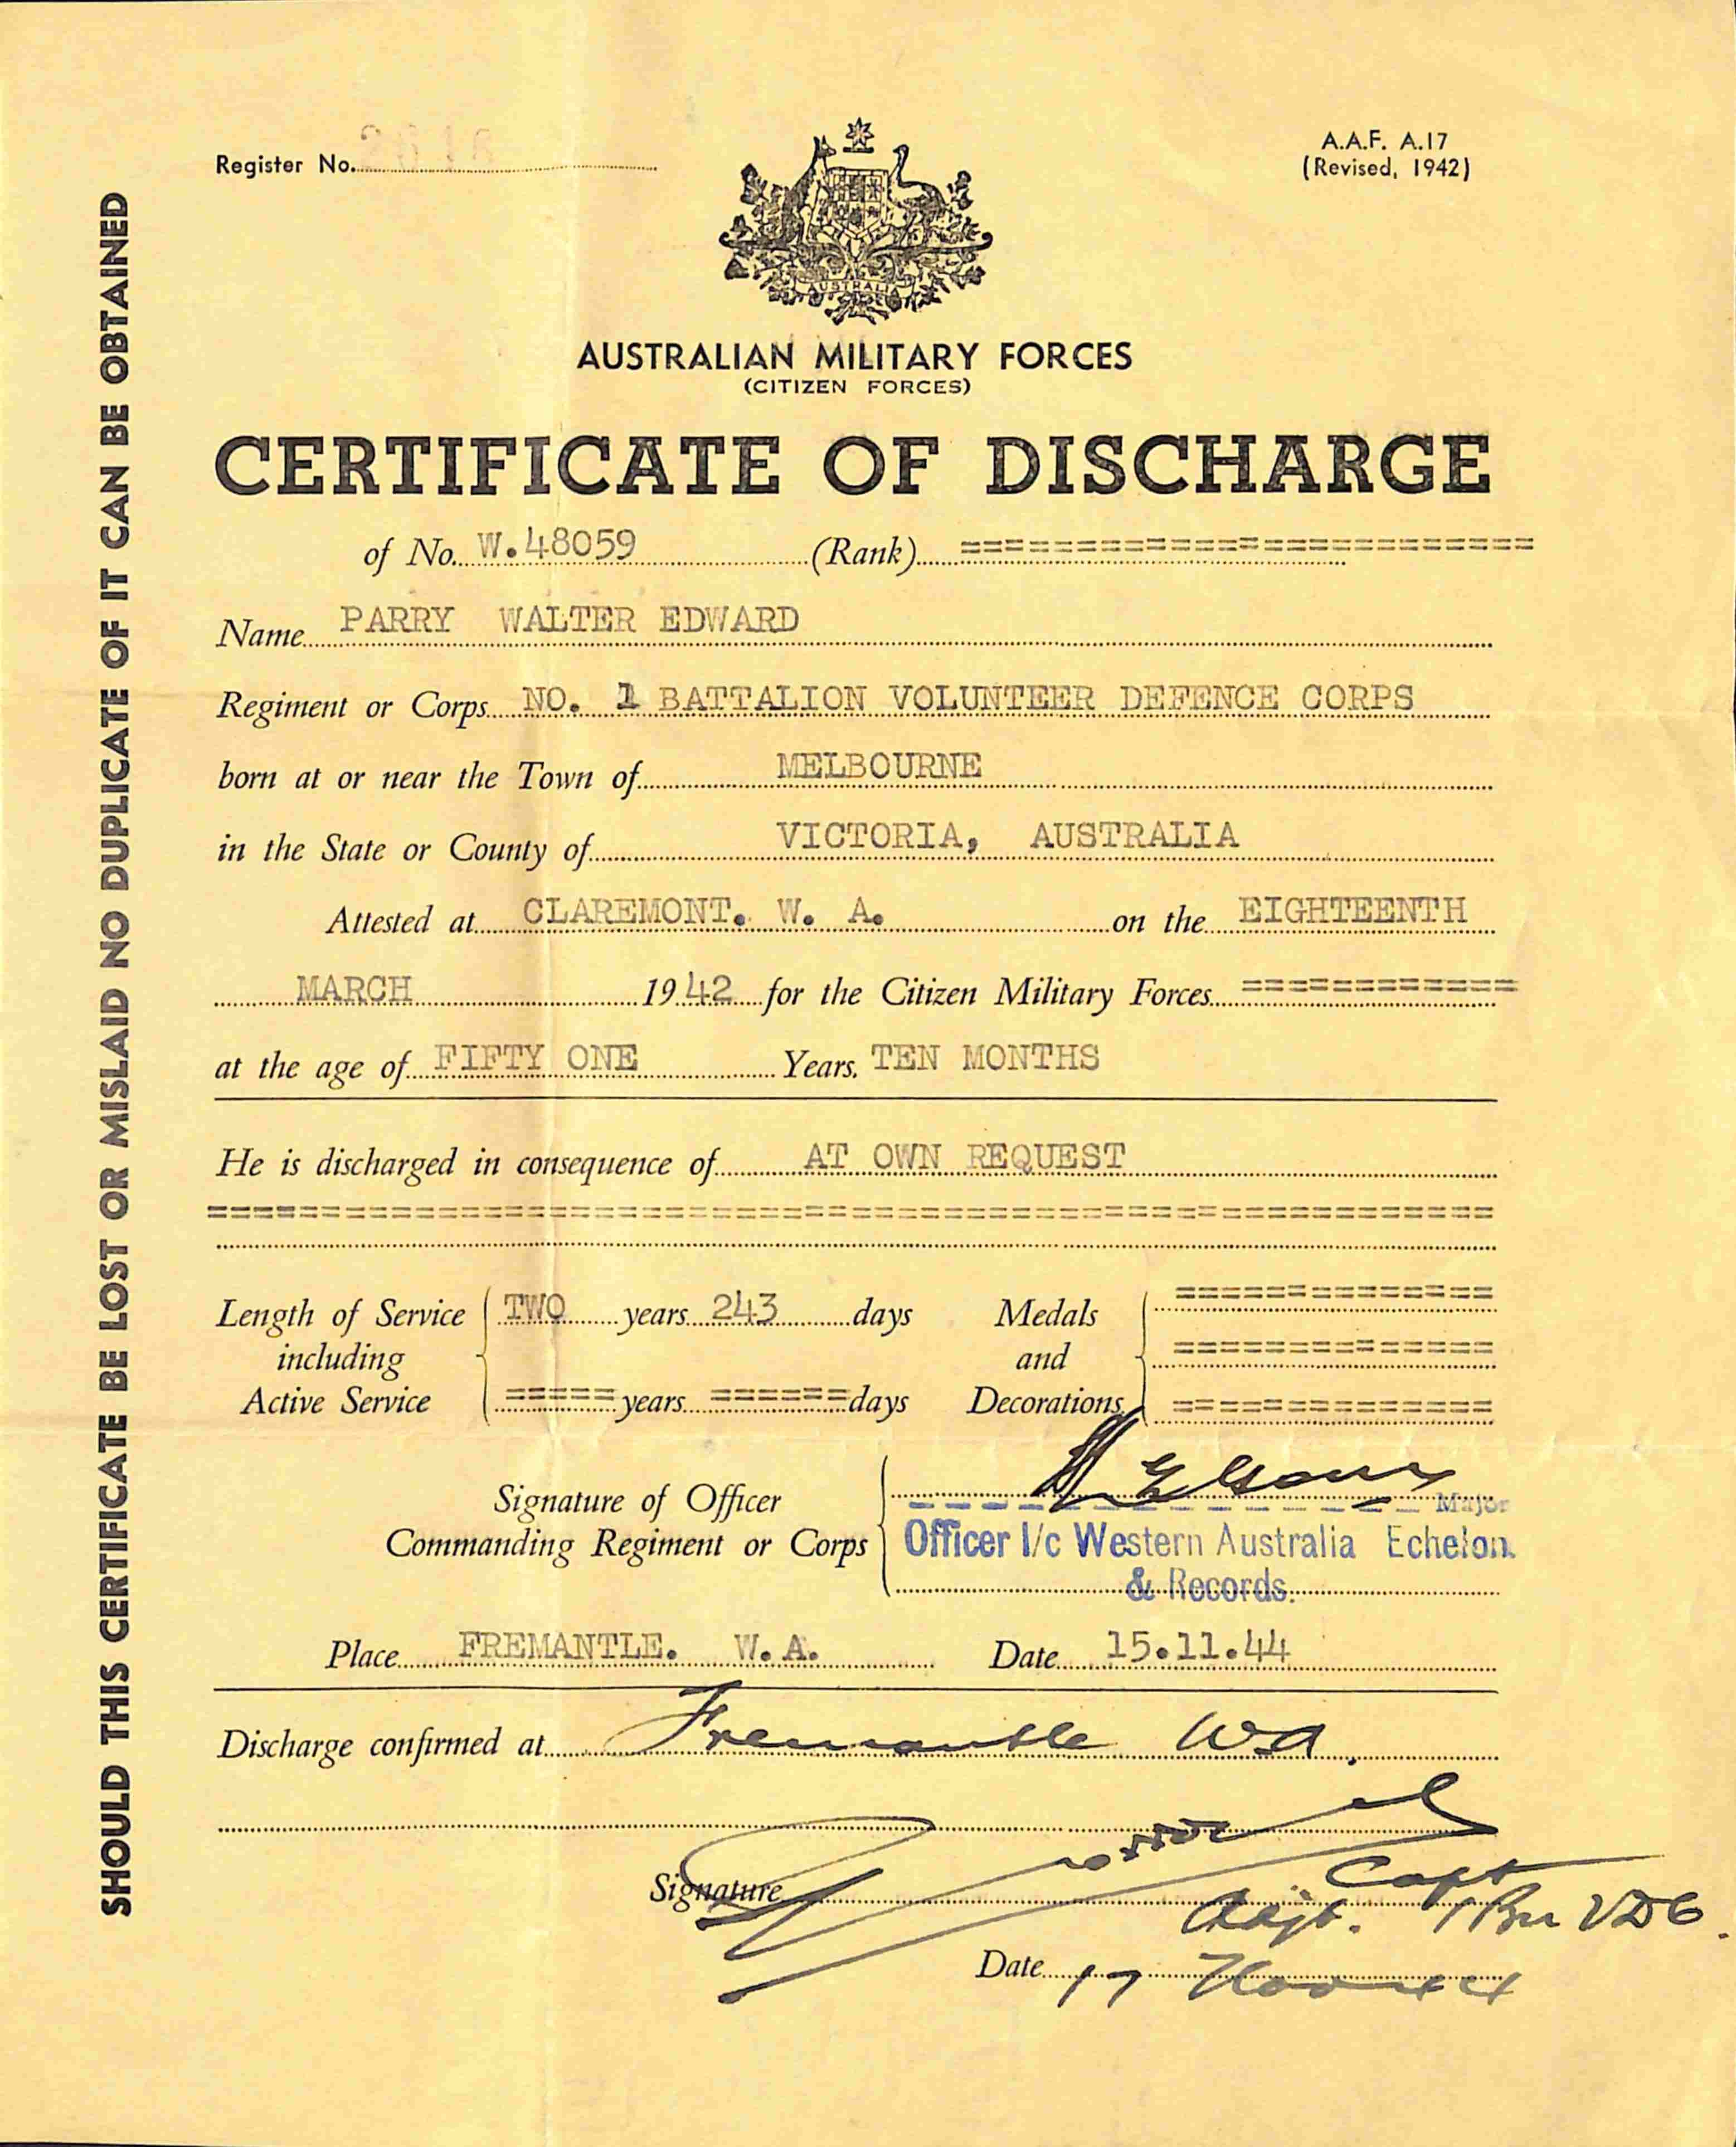 Register No.
A.A.F. A.17
(Revised, 1942)
AUSTRALIA
AUSTRALIAN MILITARY FORCES
(CITIZEN FORCES)
CERTIFICATE OF DISCHARGE
of No. W.48059 (Rank) =========================
Name PARRY WALTER EDWARD
Regiment or Corps NO. 1 BATTALION VOLUNTEER DEFENCE CORPS
born at or near the Town of MELBOURNE
in the State or County of VICTORIA, AUSTRALIA
Attested at CLAREMONT. W. A. on the EIGHTEENTH
MARCH 1942 for the Citizen Military Forces ============
at the age of FIFTY ONE Years. TEN MONTHS
He is discharged in consequence of AT OWN REQUEST
Length of Service including Active Service
TWO years 243 days
===== years ====== days
Medals and Decorations
Signature of Officer
Commanding Regiment or Corps
Major
Officer I/c Western Australia Echelon
& Records.
Place FREMANTLE. W.A. Date 15.11.44
Discharge confirmed at Fremantle WA.
Signature
Capt
Adjt. 1 Bn VDC.
Date 17 Nov 44
SHOULD THIS CERTIFICATE BE LOST OR MISLAID NO DUPLICATE OF IT CAN BE OBTAINED